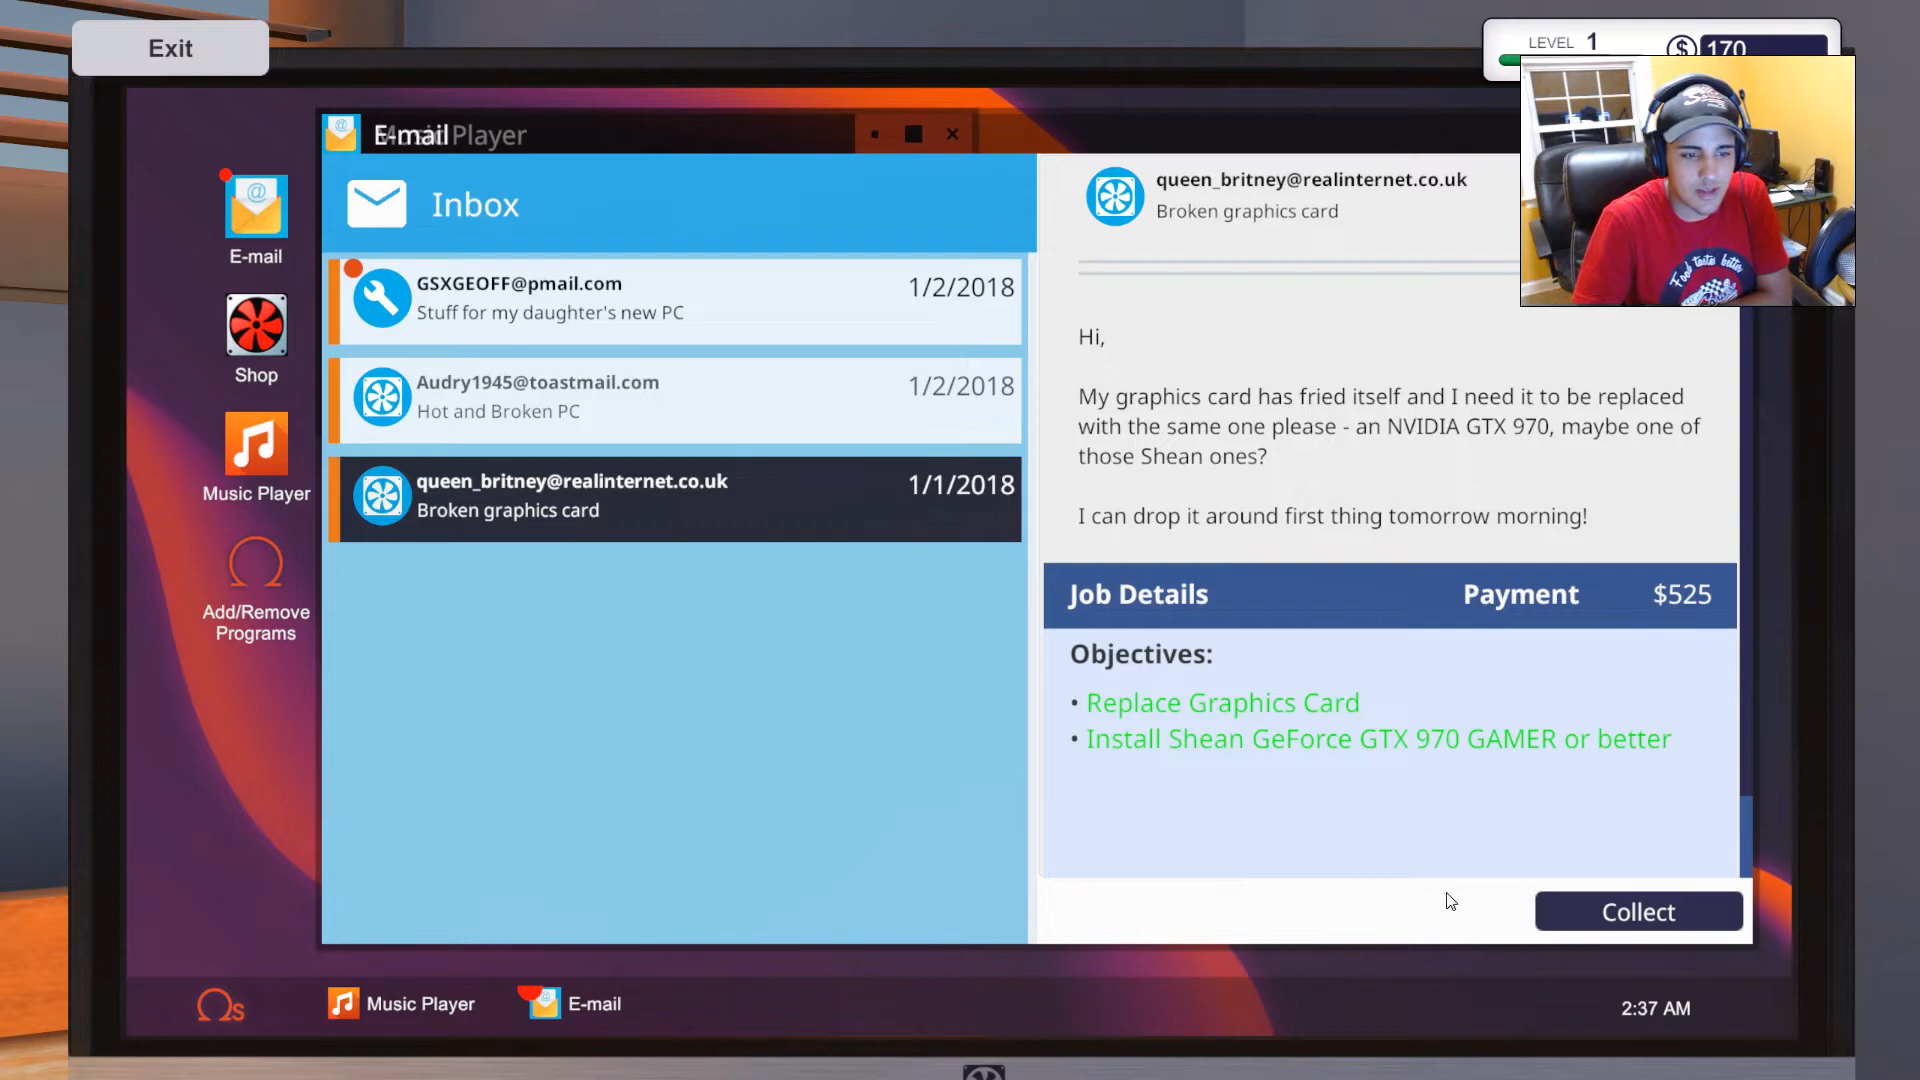 Exit
LEVEL 1
$ 170
E-mail
Inbox
GSXGEOFF@pmail.com
1/2/2018
Stuff for my daughter's new PC
Audry1945@toastmail.com
1/2/2018
Hot and Broken PC
queen_britney@realinternet.co.uk
1/1/2018
Broken graphics card
E-mail
Shop
Music Player
Add/Remove
Programs
queen_britney@realinternet.co.uk
Broken graphics card
Hi,
My graphics card has fried itself and I need it to be replaced
with the same one please - an NVIDIA GTX 970, maybe one of
those Shean ones?
I can drop it around first thing tomorrow morning!
Job Details Payment $525
Objectives:
• Replace Graphics Card
• Install Shean GeForce GTX 970 GAMER or better
Collect
Ωs
Music Player
E-mail
2:37 AM
Food tastes better